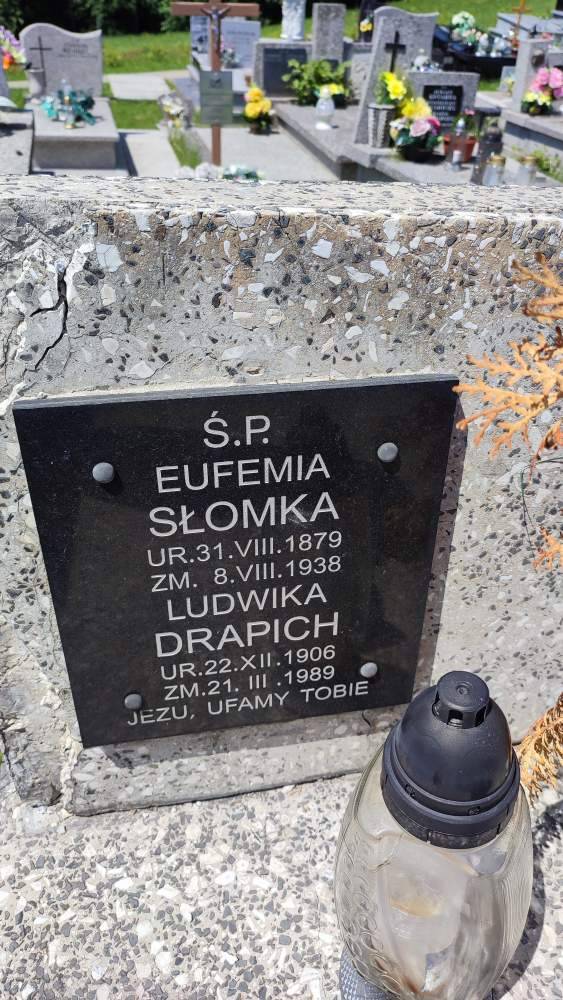 Ś.P.
EUFEMIA
SŁOMKA
UR.31.VIII.1879
ZM. 8.VIII.1938
LUDWIKA
DRAPICH
UR.22.XII.1906
ZM.21. III .1989
JEZU, UFAMY TOBIE